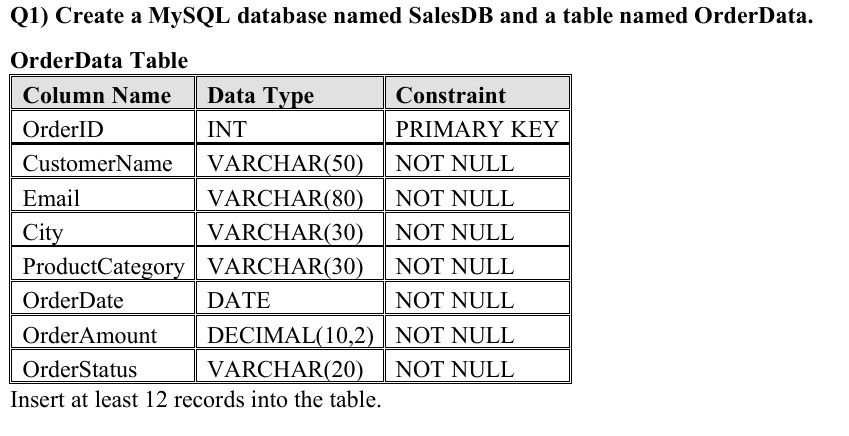 Q1) Create a MySQL database named SalesDB and a table named OrderData.
OrderData Table
Column Name Data Type Constraint
OrderID INT PRIMARY KEY
CustomerName VARCHAR(50) NOT NULL
Email VARCHAR(80) NOT NULL
City VARCHAR(30) NOT NULL
ProductCategory VARCHAR(30) NOT NULL
OrderDate DATE NOT NULL
OrderAmount DECIMAL(10,2) NOT NULL
OrderStatus VARCHAR(20) NOT NULL
Insert at least 12 records into the table.